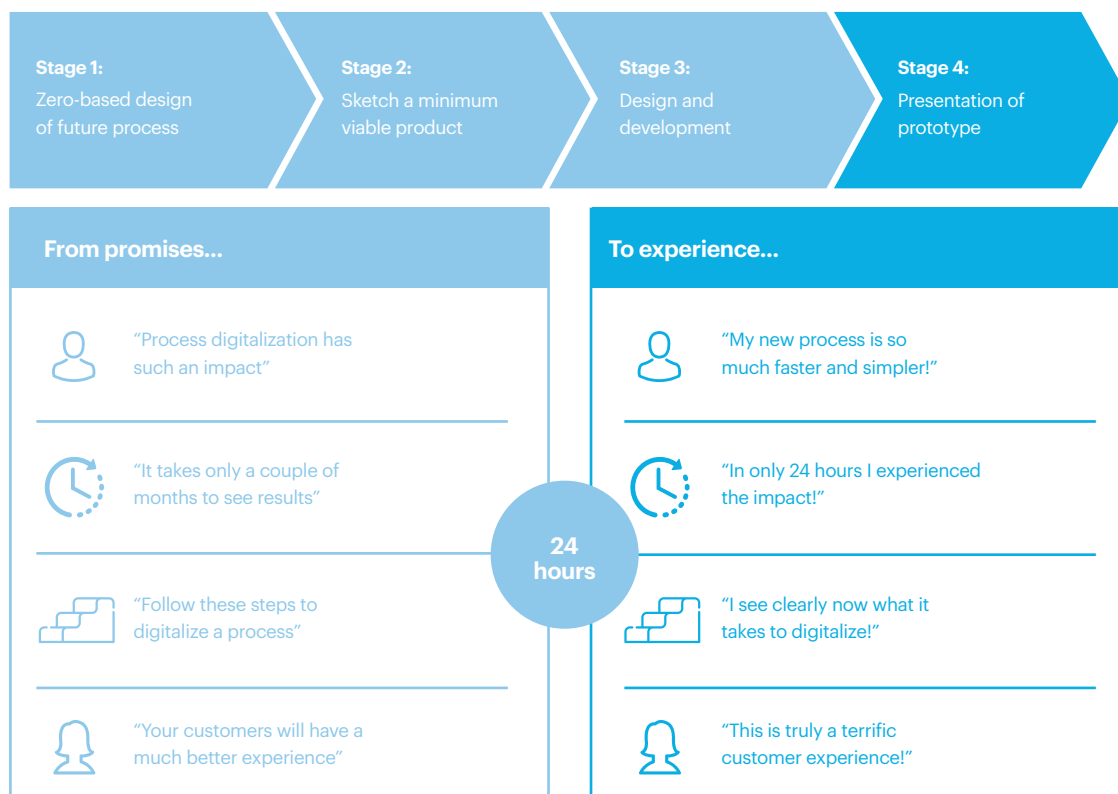 Stage 1:
Zero-based design
of future process
Stage 2:
Sketch a minimum
viable product
Stage 3:
Design and
development
Stage 4:
Presentation of
prototype
From promises...
“Process digitalization has
such an impact”
“It takes only a couple of
months to see results”
“Follow these steps to
digitalize a process”
“Your customers will have a
much better experience”
24
hours
To experience...
“My new process is so
much faster and simpler!”
“In only 24 hours I experienced
the impact!”
“I see clearly now what it
takes to digitalize!”
“This is truly a terrific
customer experience!”